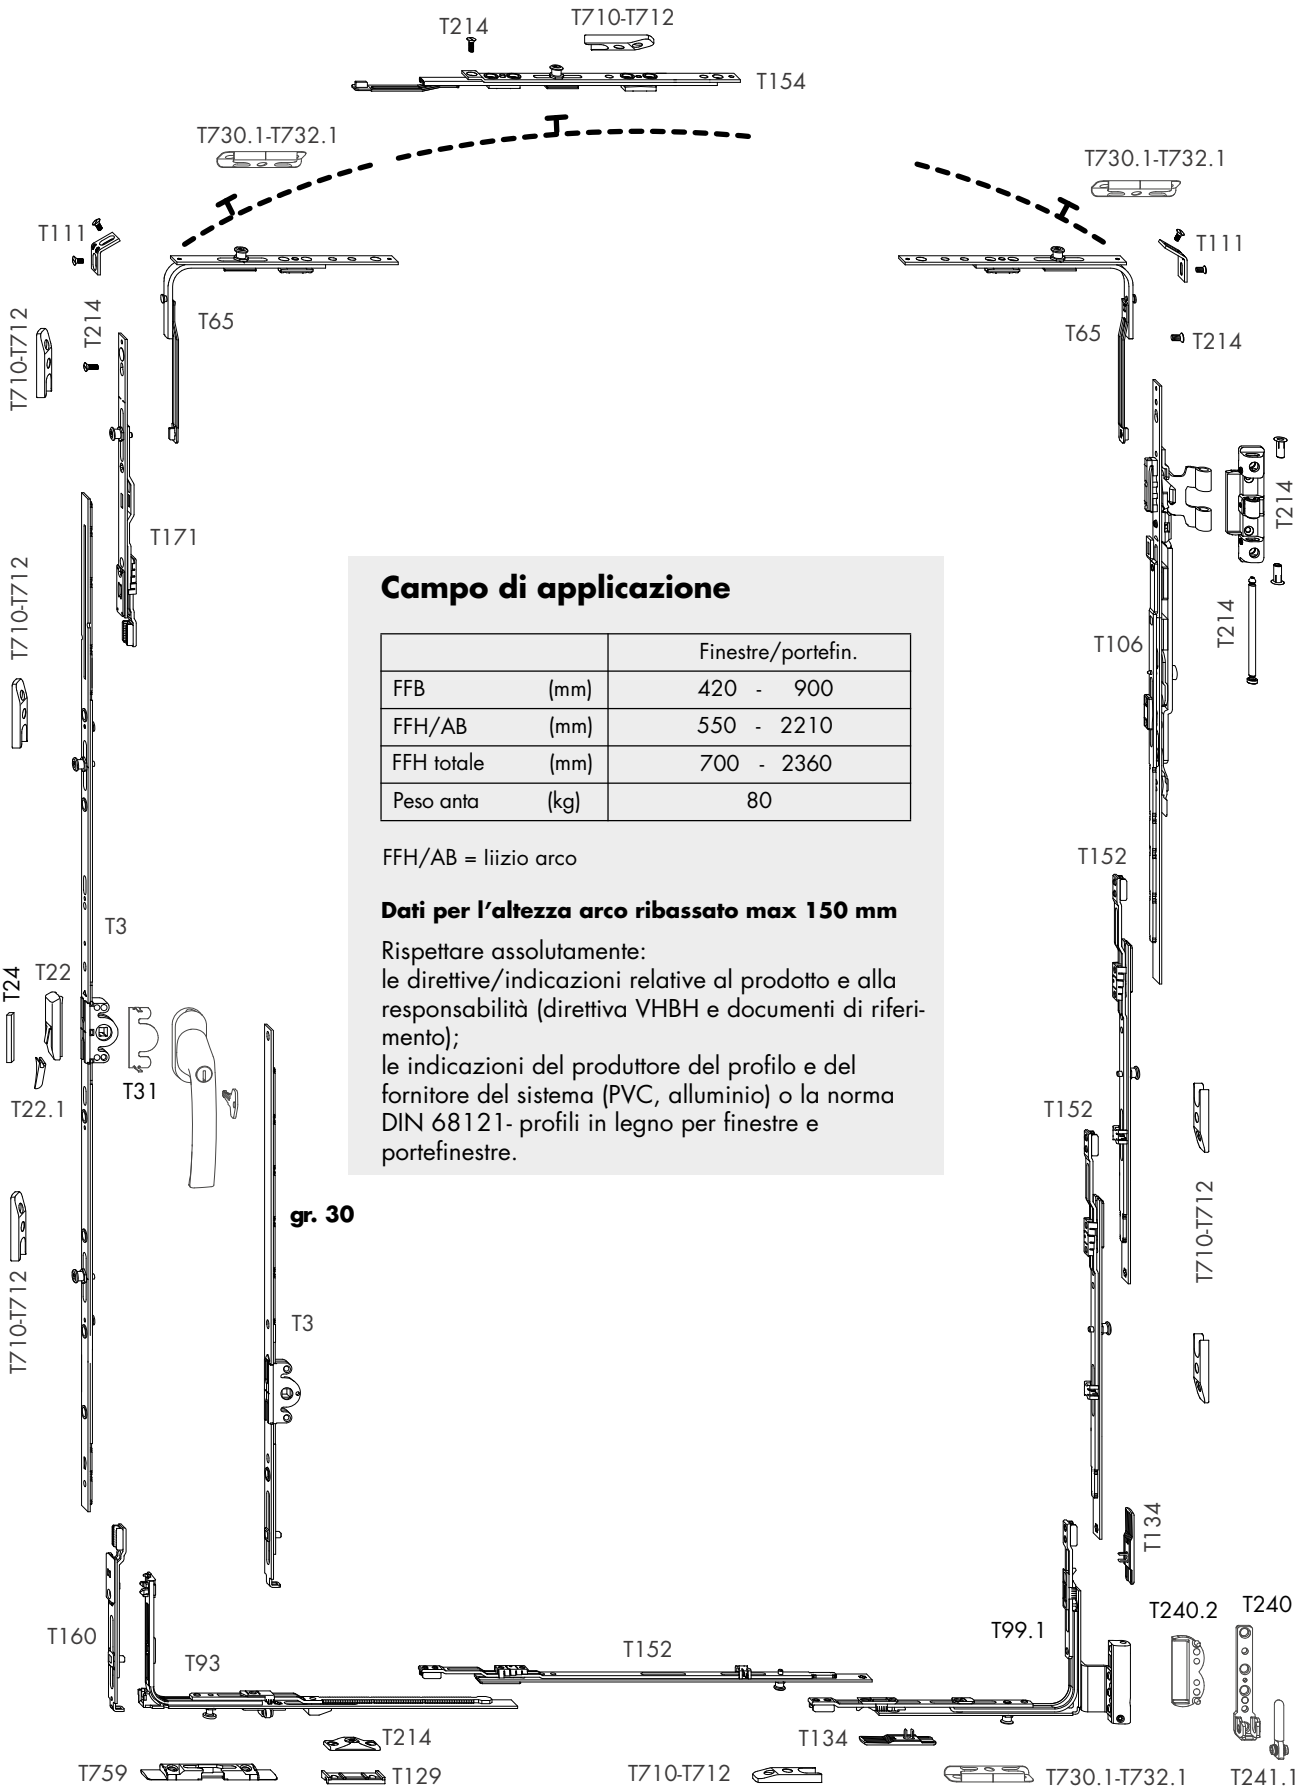 T214
T710-T712
T154
T730.1-T732.1
T730.1-T732.1
T111
T111
T710-T712
T214
T65
T65
T214
T171
T214
T710-T712
T214
T106
Campo di applicazione
Finestre/portefin.
FFB (mm) 420 - 900
FFH/AB (mm) 550 - 2210
FFH totale (mm) 700 - 2360
Peso anta (kg) 80
FFH/AB = liizio arco
Dati per l'altezza arco ribassato max 150 mm
Rispettare assolutamente:
le direttive/indicazioni relative al prodotto e alla
responsabilità (direttiva VHBH e documenti di riferi-
mento);
le indicazioni del produttore del profilo e del
fornitore del sistema (PVC, alluminio) o la norma
DIN 68121- profili in legno per finestre e
portefinestre.
T152
T3
T24
T22
T22.1
T31
T152
T710-T712
T710-T712
gr. 30
T3
T134
T160
T93
T152
T99.1
T240.2
T240
T214
T134
T759
T129
T710-T712
T730.1-T732.1
T241.1